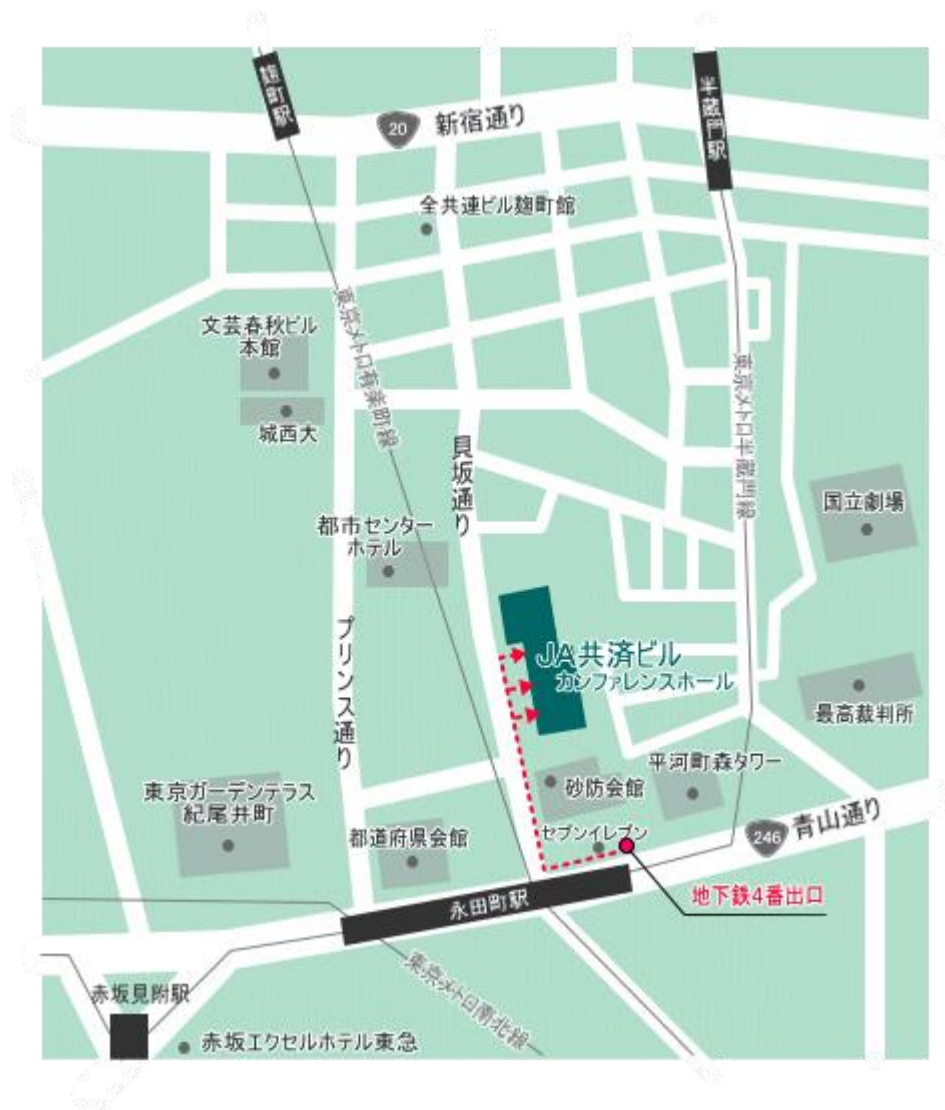 麹町駅
半蔵門駅
20
新宿通り
全共連ビル麹町館
東京メトロ有楽町線
文芸春秋ビル
本館
城西大
東京メトロ半蔵門線
貝坂通り
国立劇場
都市センター
ホテル
プリンス通り
JA共済ビル
カンファレンスホール
最高裁判所
平河町森タワー
砂防会館
東京ガーデンテラス
紀尾井町
都道府県会館
セブンイレブン
246
青山通り
地下鉄4番出口
永田町駅
東京メトロ南北線
赤坂見附駅
赤坂エクセルホテル東急